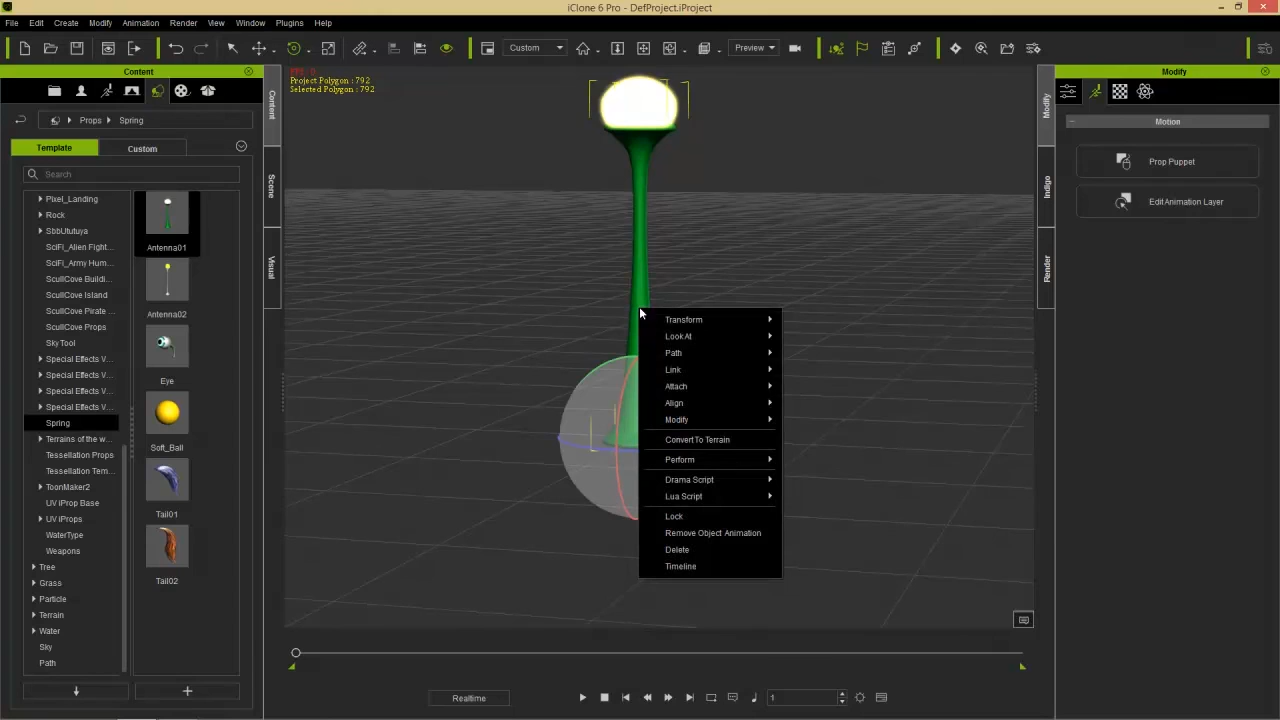 iClone 6 Pro - DefProject.iProject
File Edit Create Modify Animation Render View Window Plugins Help
Custom
Preview
Content
Props Spring
Template
Custom
Search
Pixel_Landing
Rock
SbbUtutuya
SciFI_Alien Fight...
SciFI_Army Hum...
ScullCove Buildi...
ScullCove Island
ScullCove Pirate ...
ScullCove Props
Sky Tool
Special Effects V...
Special Effects V...
Special Effects V...
Special Effects V...
Spring
Terrains of the w...
Tessellation Props
Tessellation Tem...
ToonMaker2
UV iProp Base
UV iProps
WaterType
Weapons
Tree
Grass
Particle
Terrain
Water
Sky
Path
Antenna01
Antenna02
Eye
Soft_Ball
Tail01
Tail02
Content
Scene
Visual
FPS : 0
Project Polygon : 792
Selected Polygon : 792
Transform
Look At
Path
Link
Attach
Align
Modify
Convert To Terrain
Perform
Drama Script
Lua Script
Lock
Remove Object Animation
Delete
Timeline
Modify
Indigo
Render
Modify
Motion
Prop Puppet
Edit Animation Layer
Realtime
1